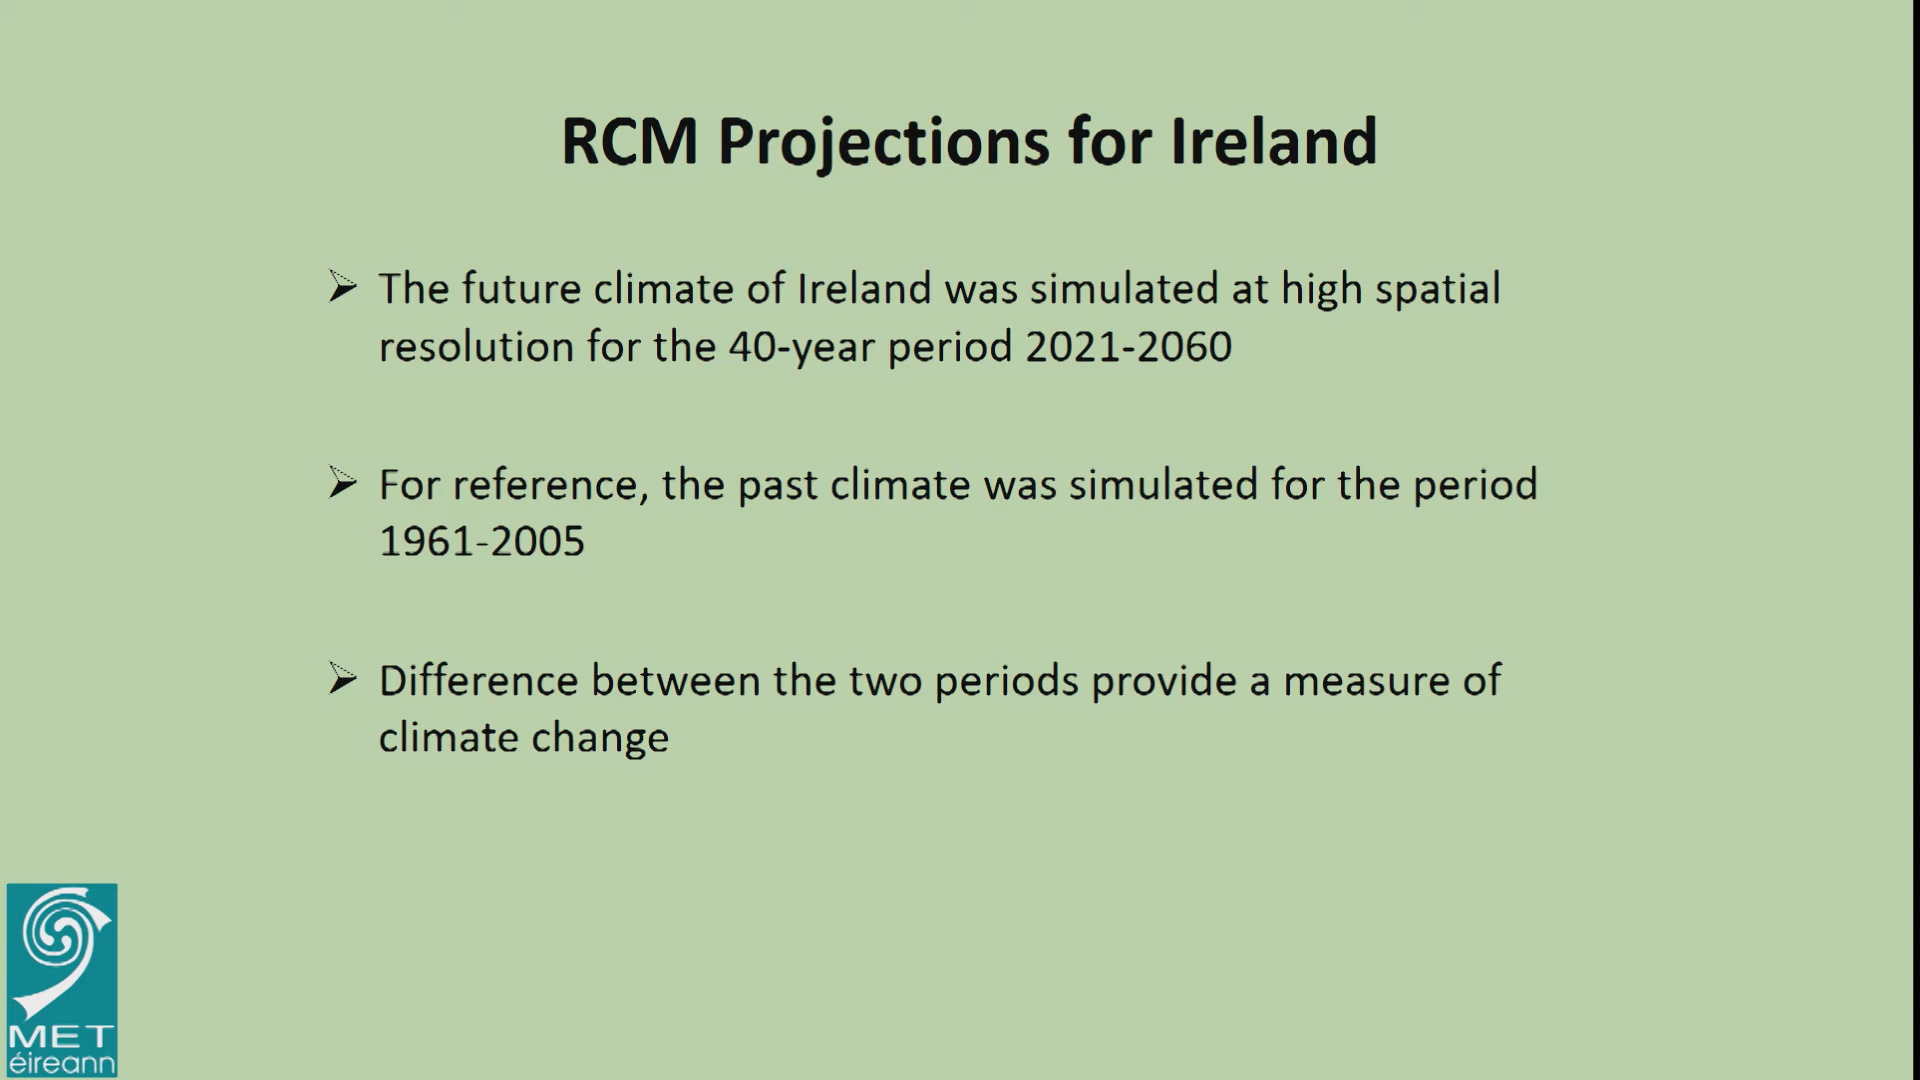 RCM Projections for Ireland
The future climate of Ireland was simulated at high spatial
resolution for the 40-year period 2021-2060
For reference, the past climate was simulated for the period
1961-2005
Difference between the two periods provide a measure of
climate change
MET
éireann